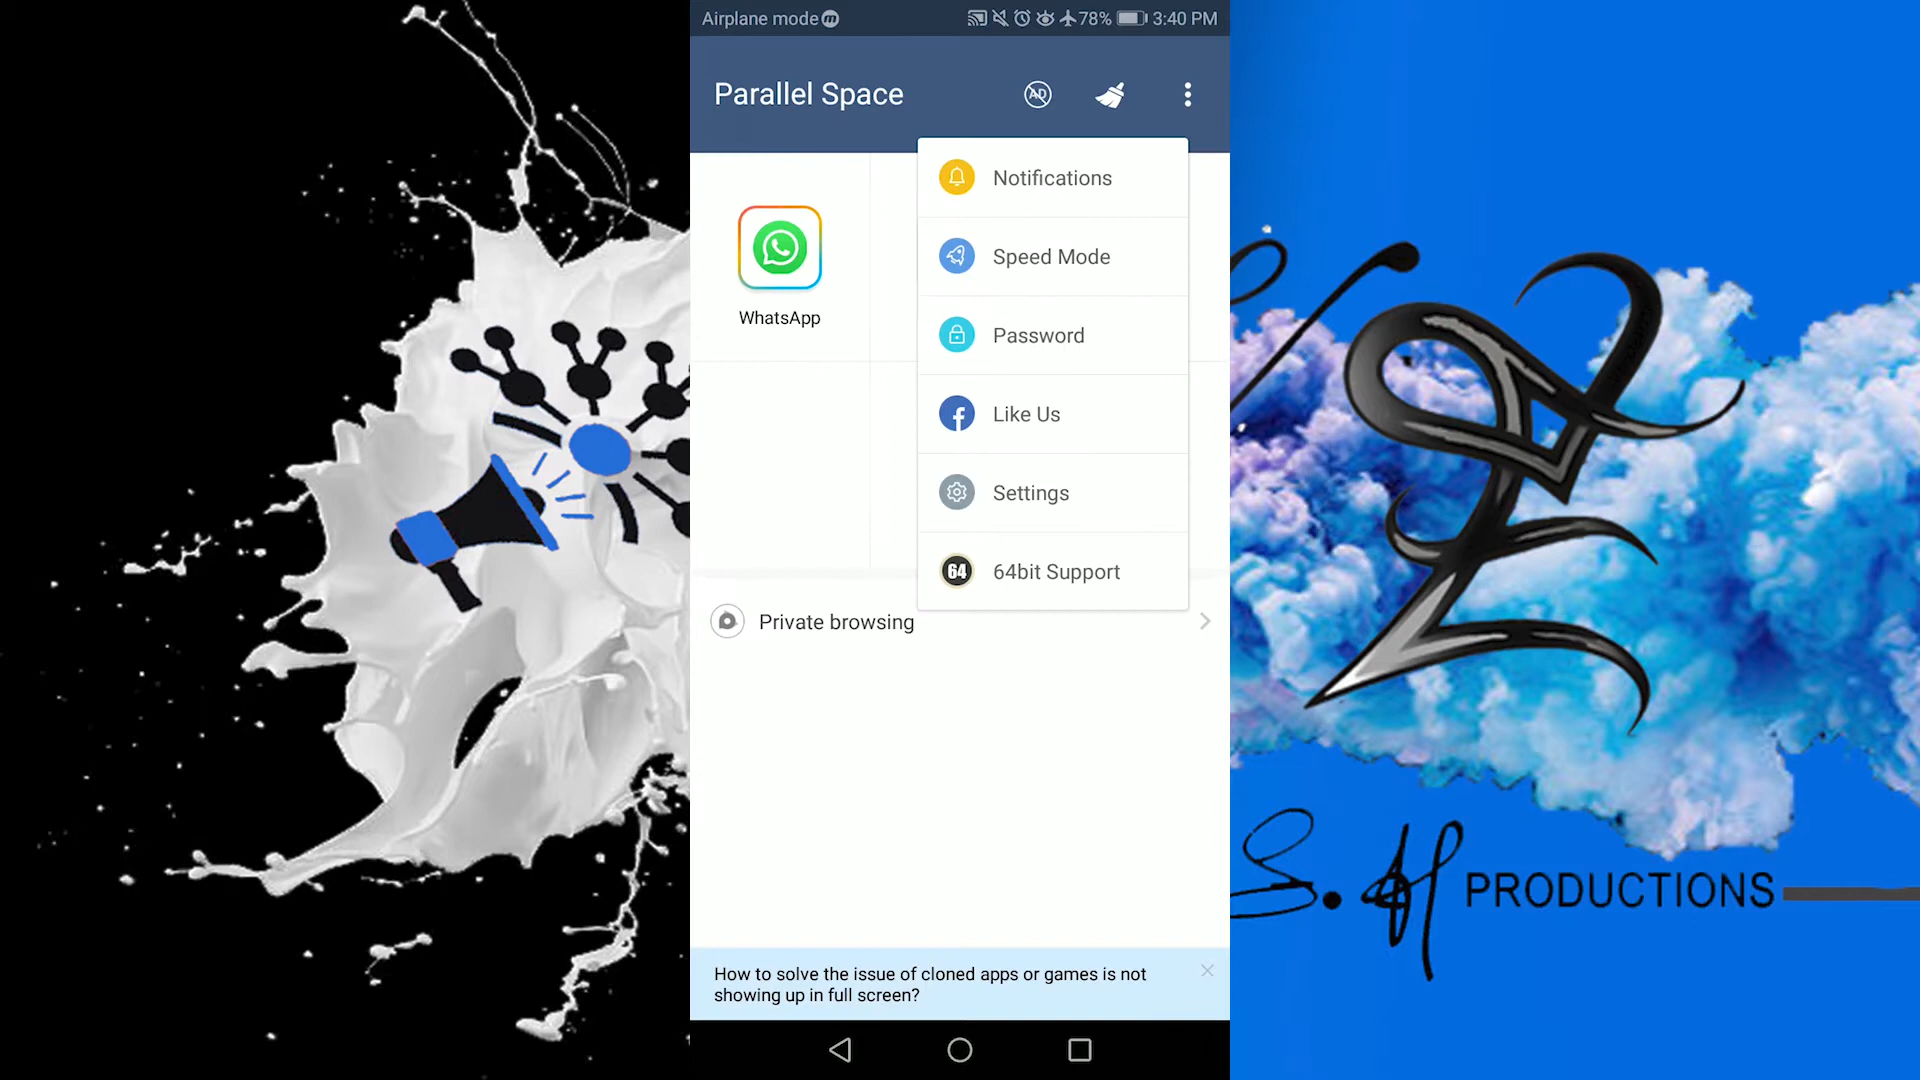 Airplane mode
78% 3:40 PM
Parallel Space
AD
Notifications
Speed Mode
WhatsApp
Password
Like Us
Settings
64 64bit Support
Private browsing
How to solve the issue of cloned apps or games is not
showing up in full screen?
S. H PRODUCTIONS